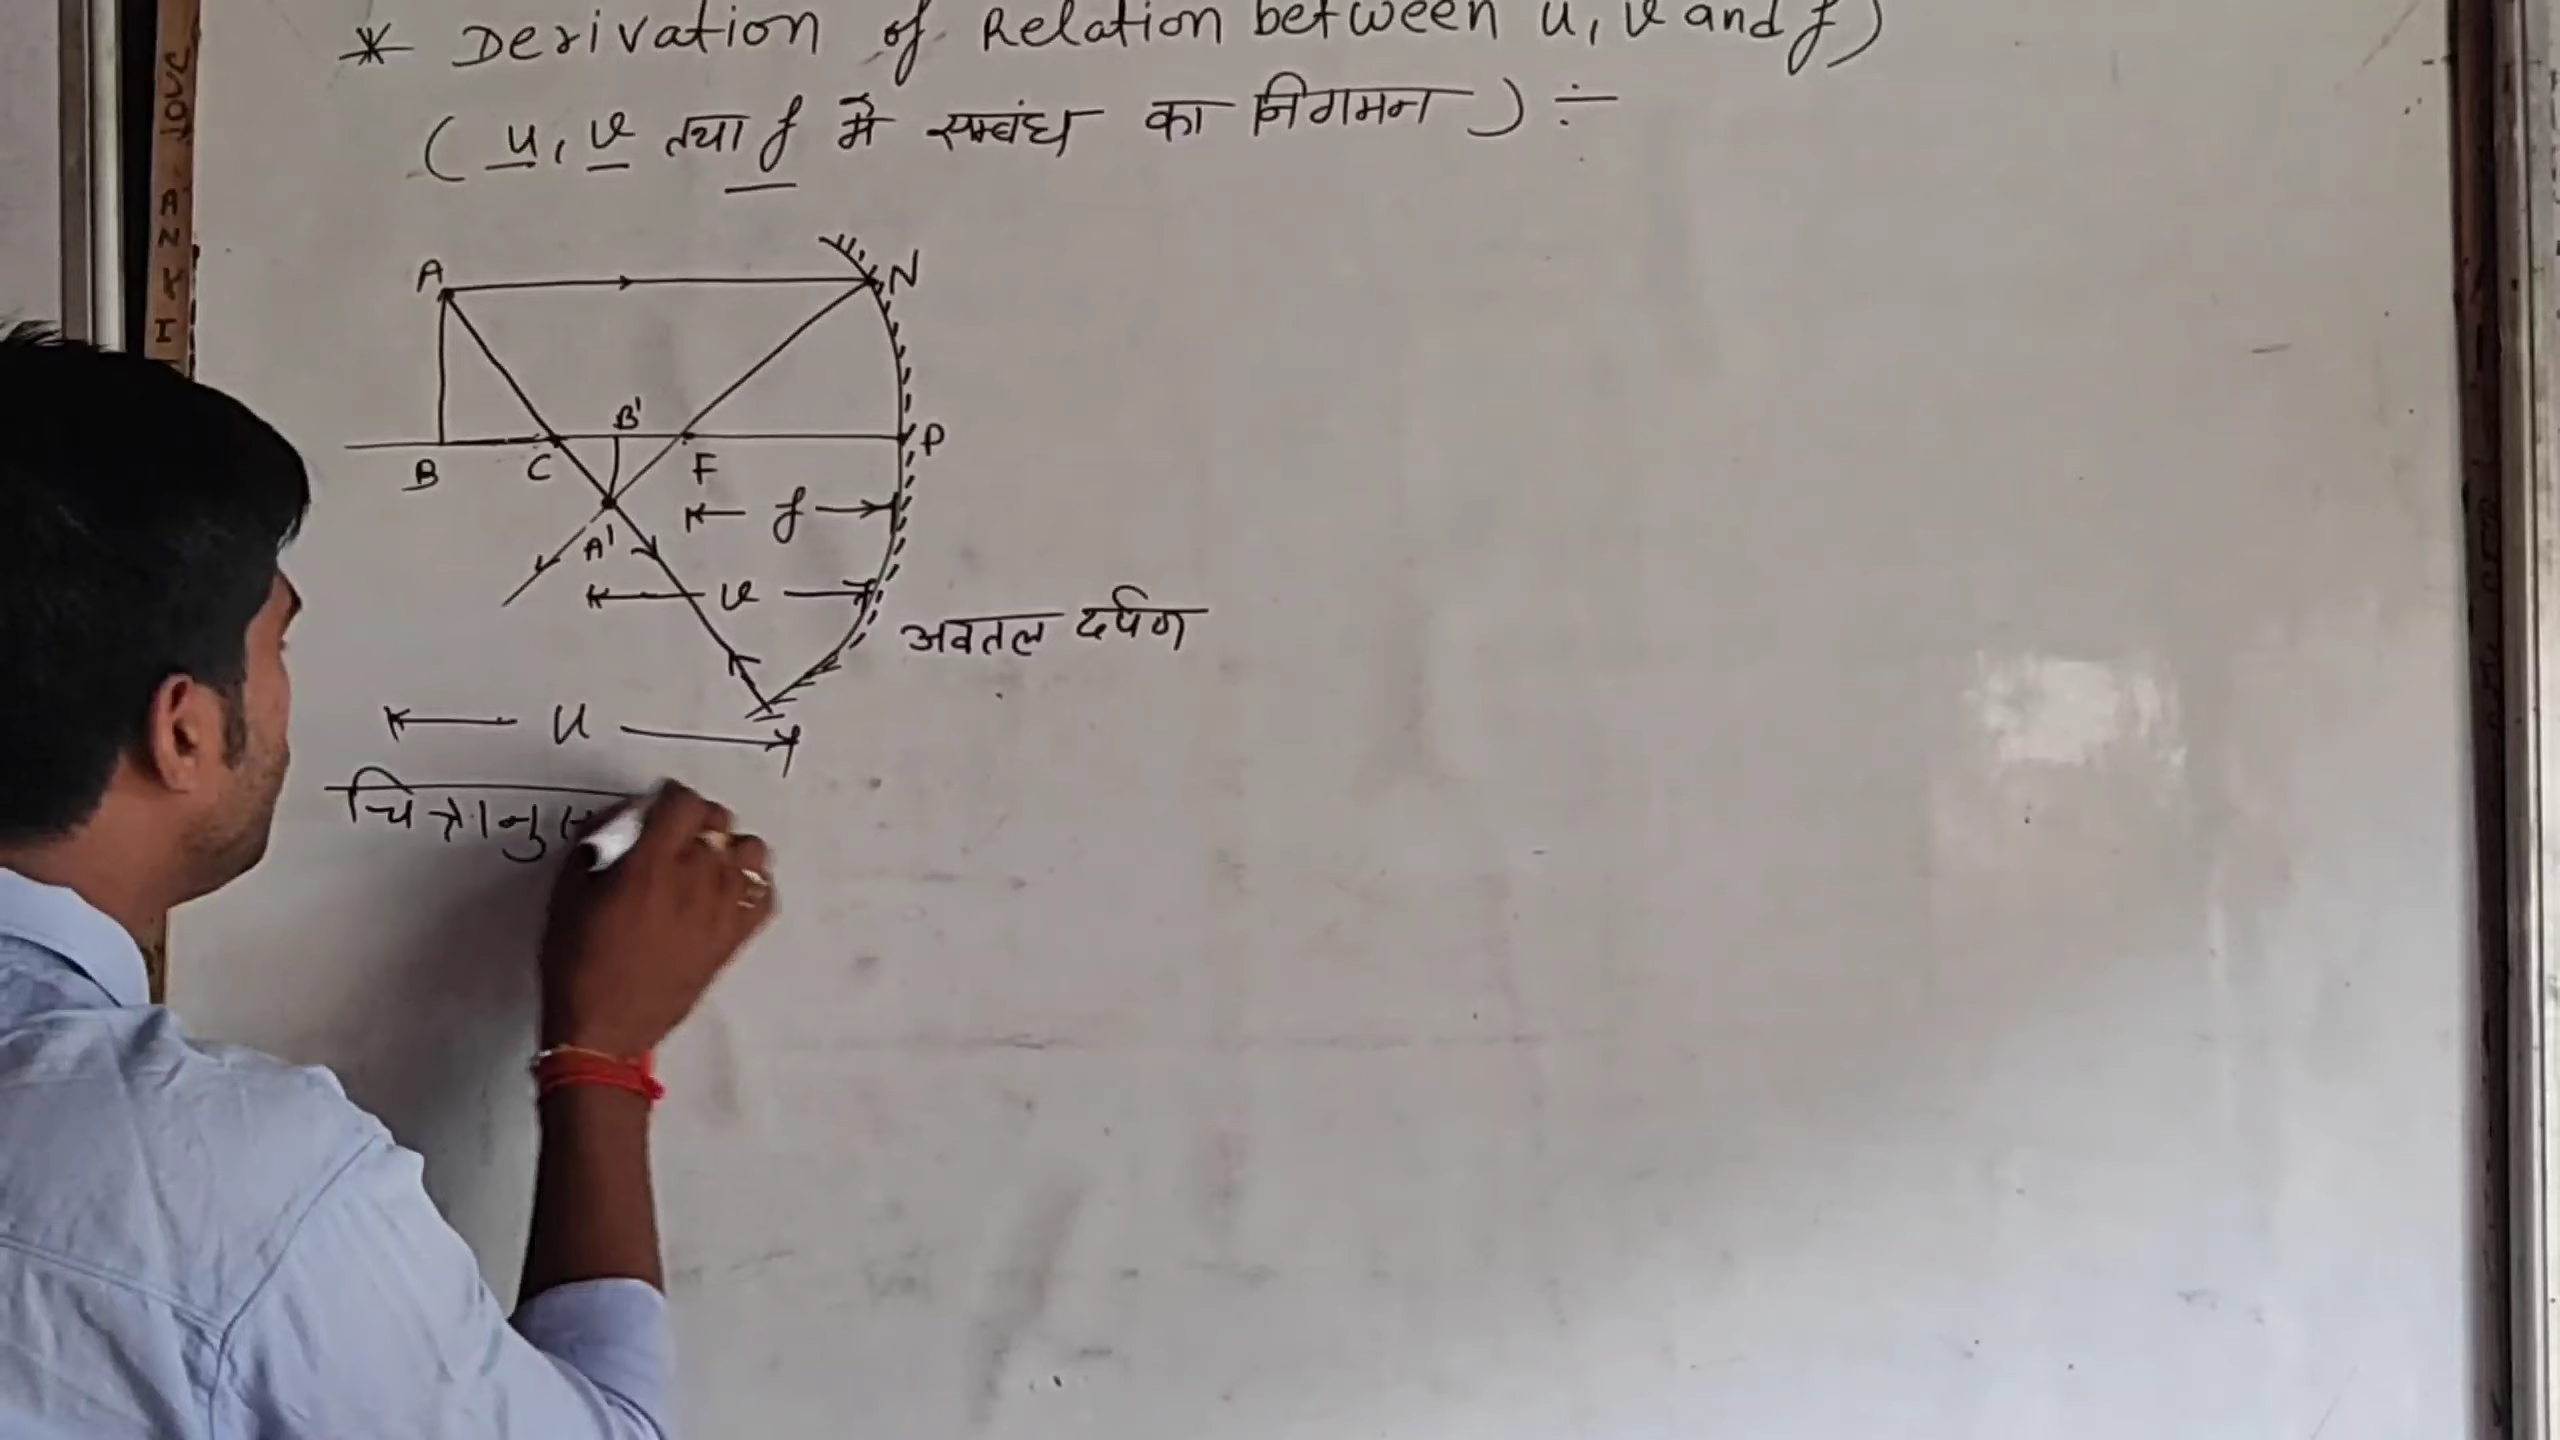 * Derivation of Relation between u, v and f)
( u, v तथा f में सम्बंध का निगमन ) ÷
A N
B' P
B C F
f
A'
v
अवतल दर्पण
u
A
N
K
I